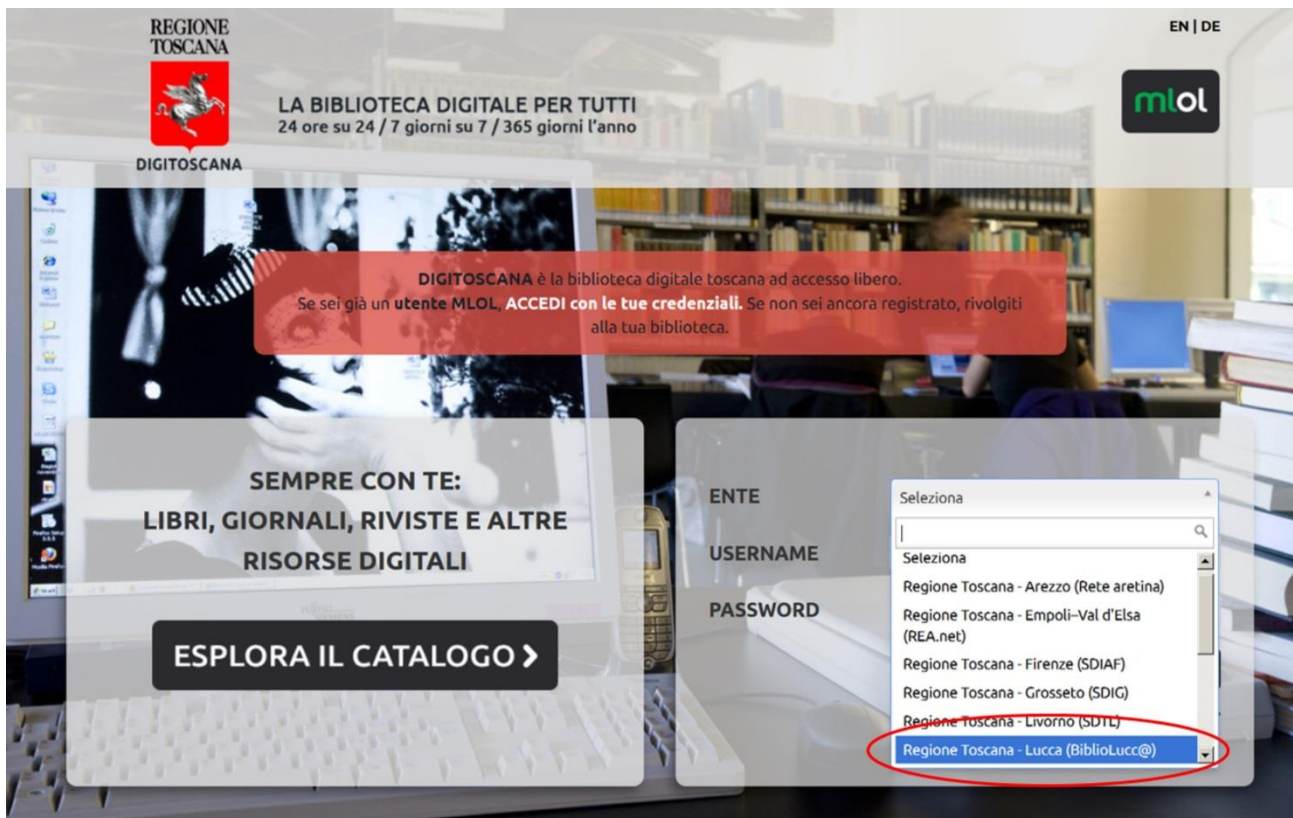 REGIONE
TOSCANA
DIGITOSCANA
LA BIBLIOTECA DIGITALE PER TUTTI
24 ore su 24 / 7 giorni su 7 / 365 giorni l'anno
EN | DE
mlol
DIGITOSCANA è la biblioteca digitale toscana ad accesso libero.
Se sei già un utente MLOL, ACCEDI con le tue credenziali. Se non sei ancora registrato, rivolgiti
alla tua biblioteca.
SEMPRE CON TE:
LIBRI, GIORNALI, RIVISTE E ALTRE
RISORSE DIGITALI
ESPLORA IL CATALOGO
ENTE
USERNAME
PASSWORD
Seleziona
Seleziona
Regione Toscana - Arezzo (Rete aretina)
Regione Toscana - Empoli–Val d'Elsa
(REA.net)
Regione Toscana - Firenze (SDIAF)
Regione Toscana - Grosseto (SDIG)
Regione Toscana - Livorno (SDTL)
Regione Toscana - Lucca (BiblioLucc@)